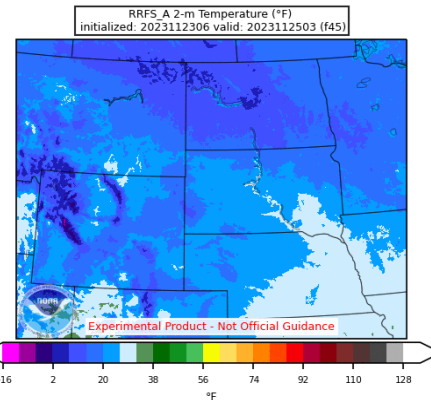 RRFS_A 2-m Temperature (°F)
initialized: 2023112306 valid: 2023112503 (f45)
noaa
Experimental Product - Not Official Guidance
-16 2 20 38 56 74 92 110 128
°F